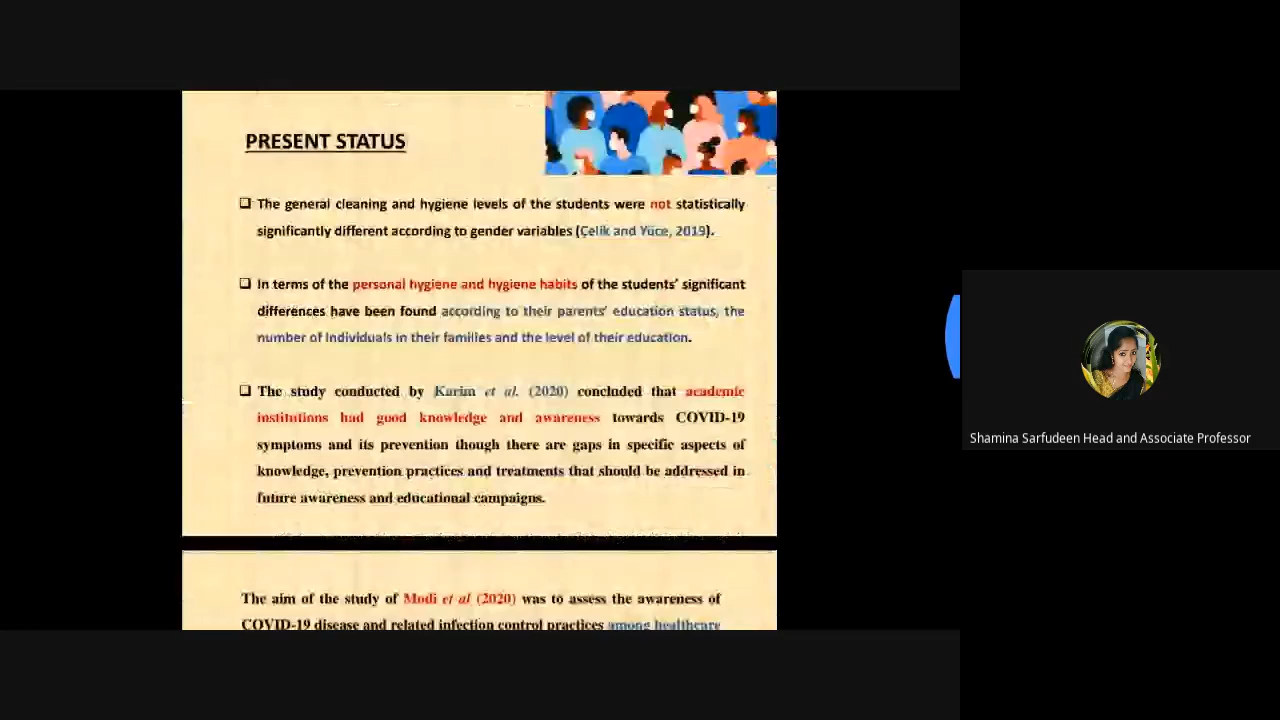 PRESENT STATUS
❑ The general cleaning and hygiene levels of the students were not statistically
significantly different according to gender variables (Çelik and Yüce, 2019).
❑ In terms of the personal hygiene and hygiene habits of the students' significant
differences have been found according to their parents' education status, the
number of individuals in their families and the level of their education.
❑ The study conducted by Karim et al. (2020) concluded that academic
institutions had good knowledge and awareness towards COVID-19
symptoms and its prevention though there are gaps in specific aspects of
knowledge, prevention practices and treatments that should be addressed in
future awareness and educational campaigns.
The aim of the study of Modi et al (2020) was to assess the awareness of
COVID-19 disease and related infection control practices among healthcare
Shamina Sarfudeen Head and Associate Professor